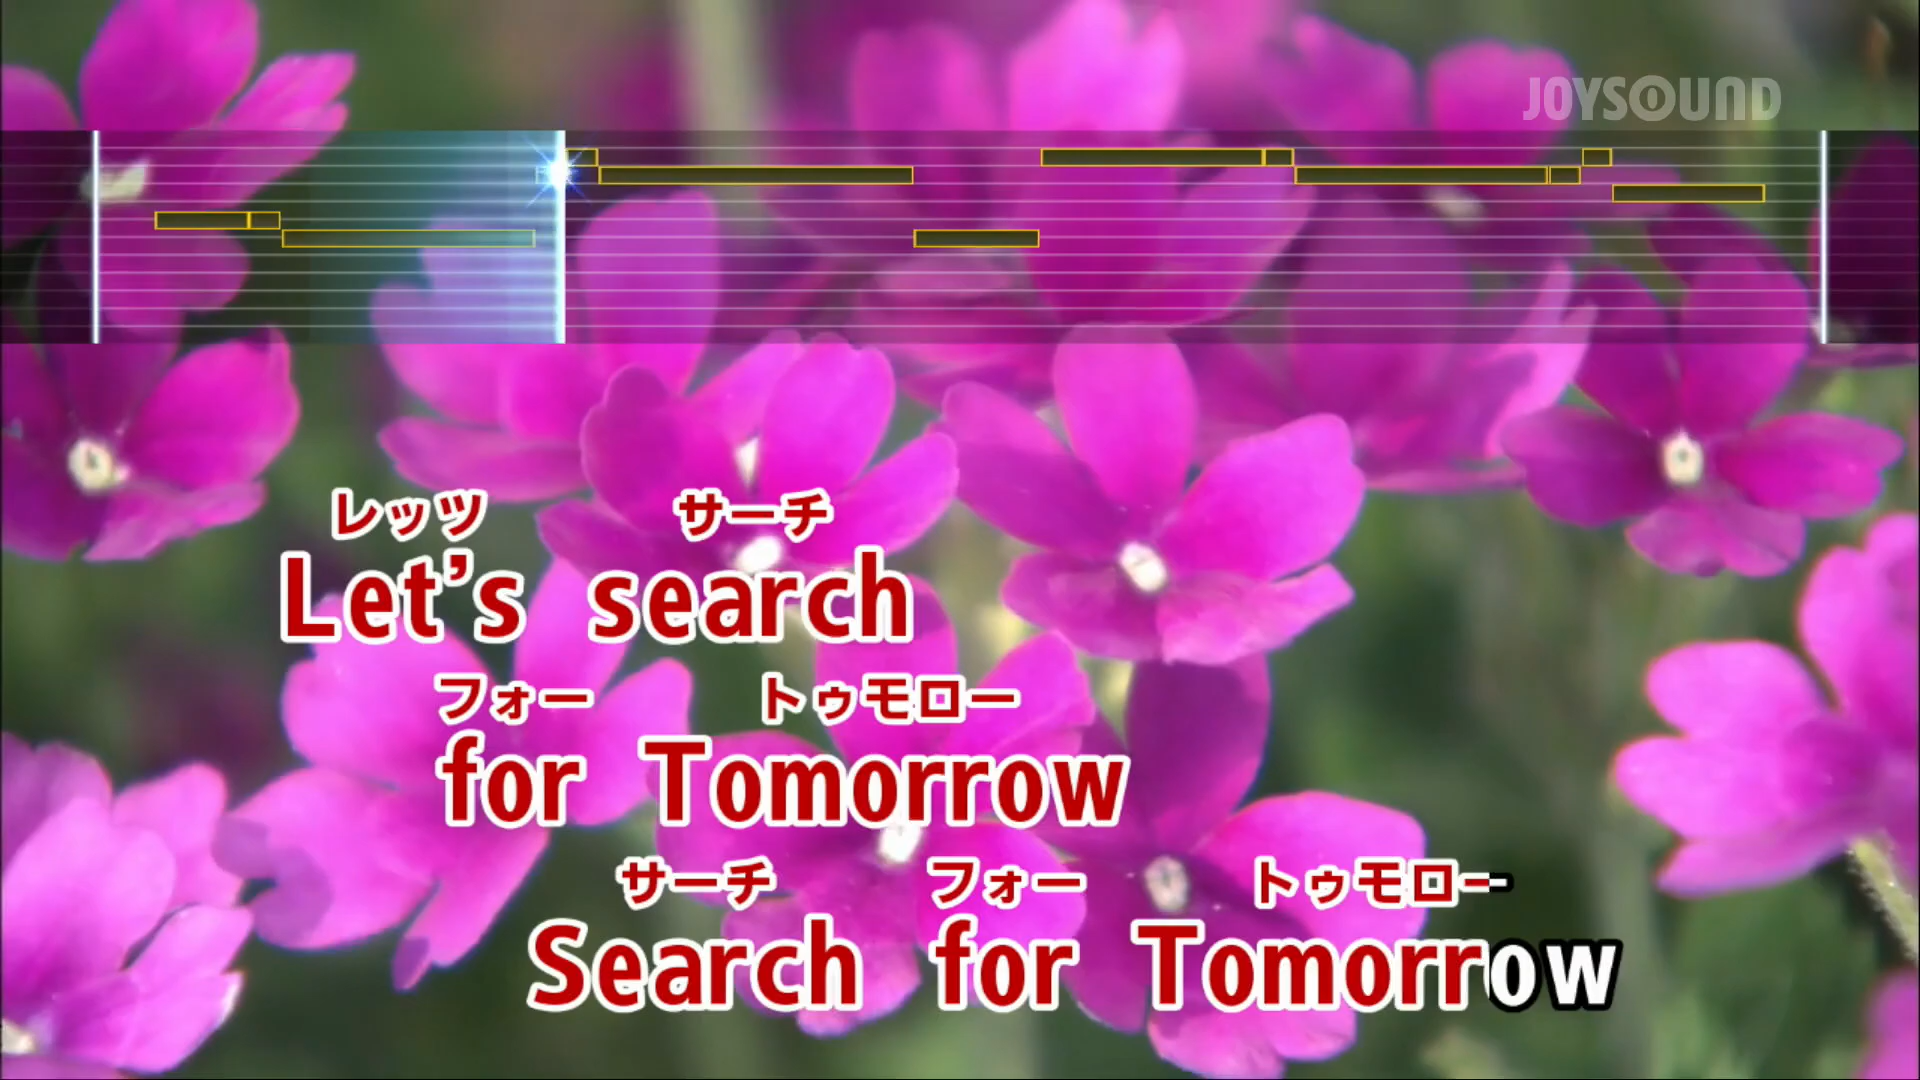 JOYSOUND
レッツ サーチ
Let's search
フォー トゥモロー
for Tomorrow
サーチ フォー トゥモロー
Search for Tomorrow